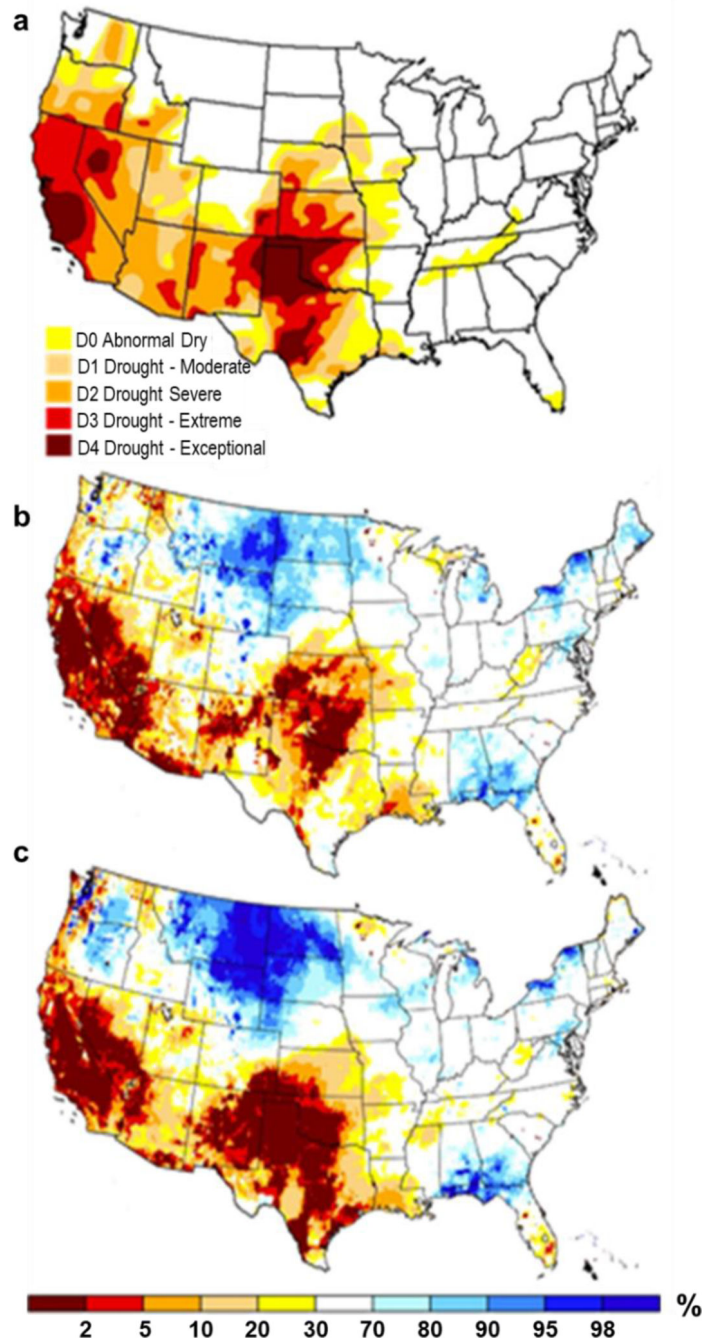 a
D0 Abnormal Dry
D1 Drought - Moderate
D2 Drought Severe
D3 Drought - Extreme
D4 Drought - Exceptional
b
c
%
2 5 10 20 30 70 80 90 95 98